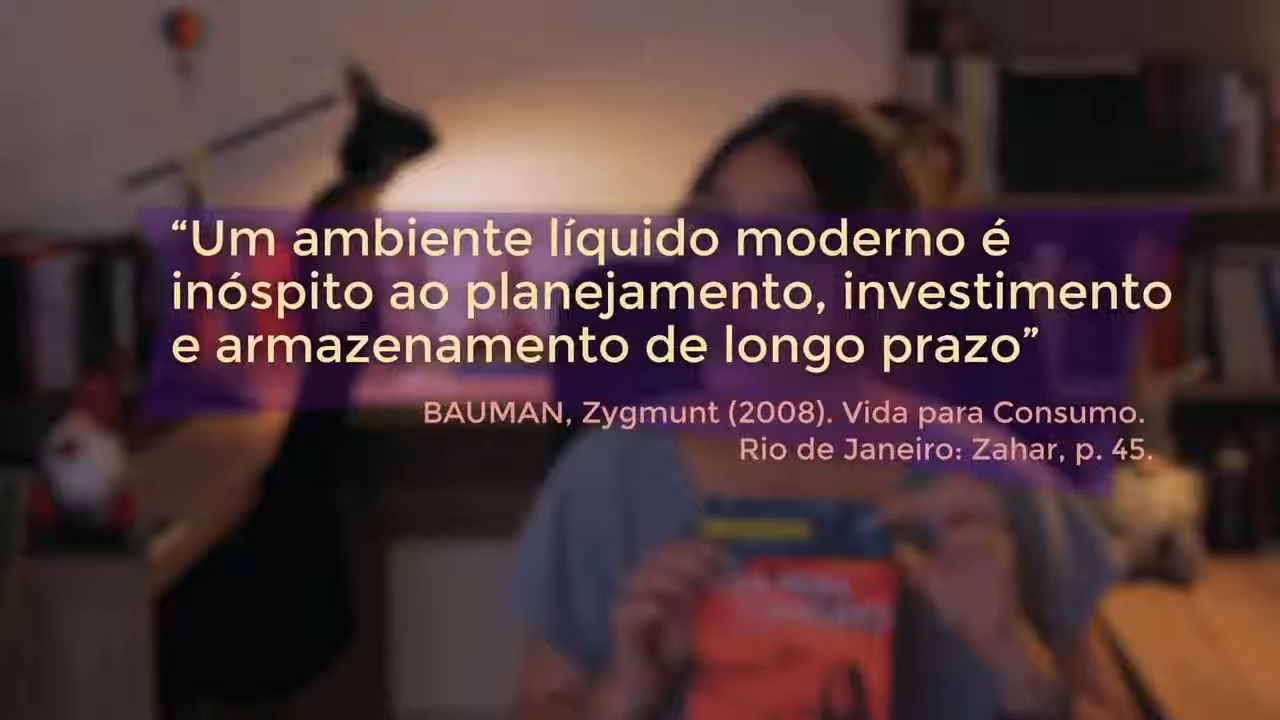 “Um ambiente líquido moderno é
inóspito ao planejamento, investimento
e armazenamento de longo prazo”
BAUMAN, Zygmunt (2008). Vida para Consumo.
Rio de Janeiro: Zahar, p. 45.